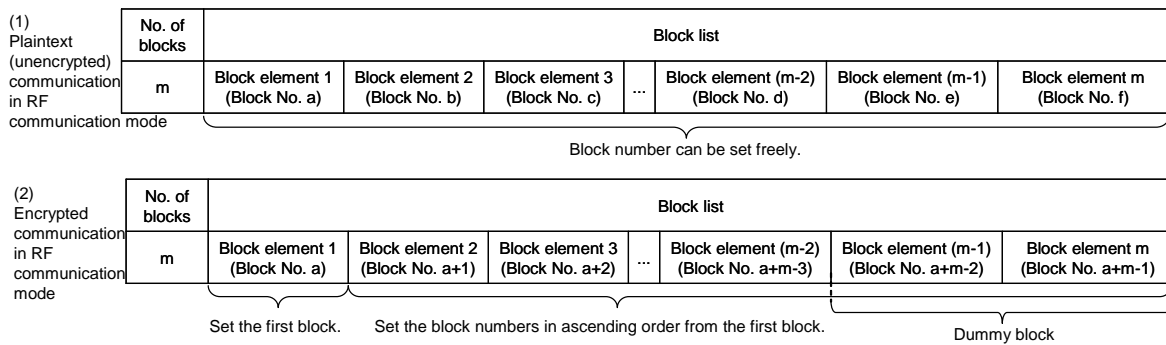 (1)
Plaintext
(unencrypted)
communication
in RF
communication mode
No. of
blocks
Block list
m
Block element 1
(Block No. a)
Block element 2
(Block No. b)
Block element 3
(Block No. c)
...
Block element (m-2)
(Block No. d)
Block element (m-1)
(Block No. e)
Block element m
(Block No. f)
Block number can be set freely.
(2)
Encrypted
communication
in RF
communication
mode
No. of
blocks
Block list
m
Block element 1
(Block No. a)
Block element 2
(Block No. a+1)
Block element 3
(Block No. a+2)
...
Block element (m-2)
(Block No. a+m-3)
Block element (m-1)
(Block No. a+m-2)
Block element m
(Block No. a+m-1)
Set the first block.
Set the block numbers in ascending order from the first block.
Dummy block